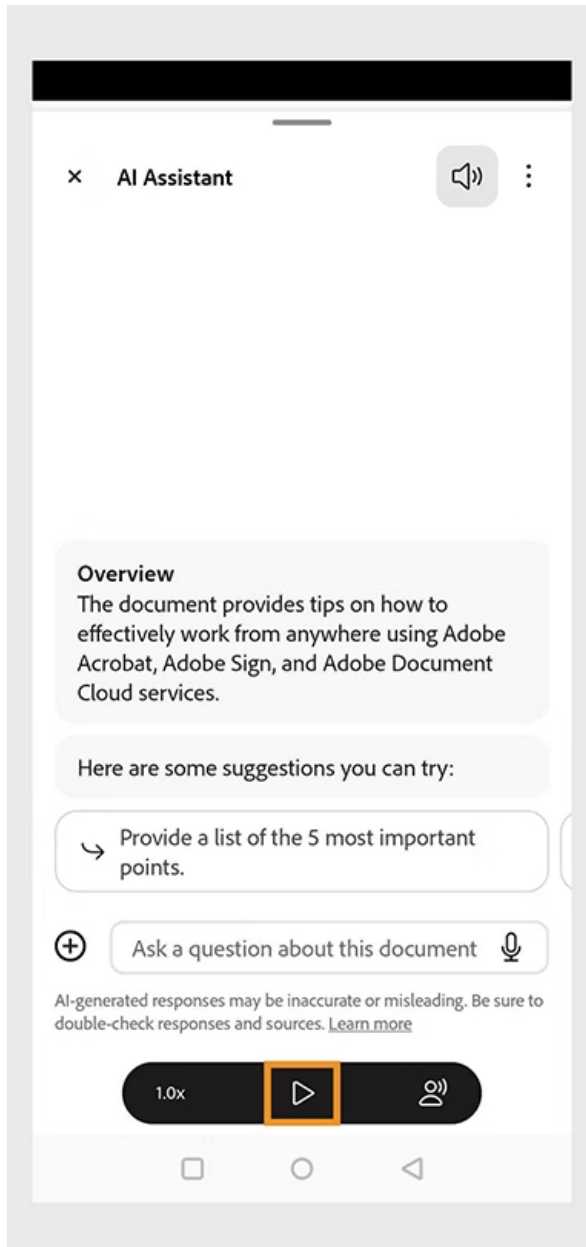 AI Assistant
Overview
The document provides tips on how to
effectively work from anywhere using Adobe
Acrobat, Adobe Sign, and Adobe Document
Cloud services.
Here are some suggestions you can try:
Provide a list of the 5 most important
points.
Ask a question about this document
AI-generated responses may be inaccurate or misleading. Be sure to
double-check responses and sources. Learn more
1.0x